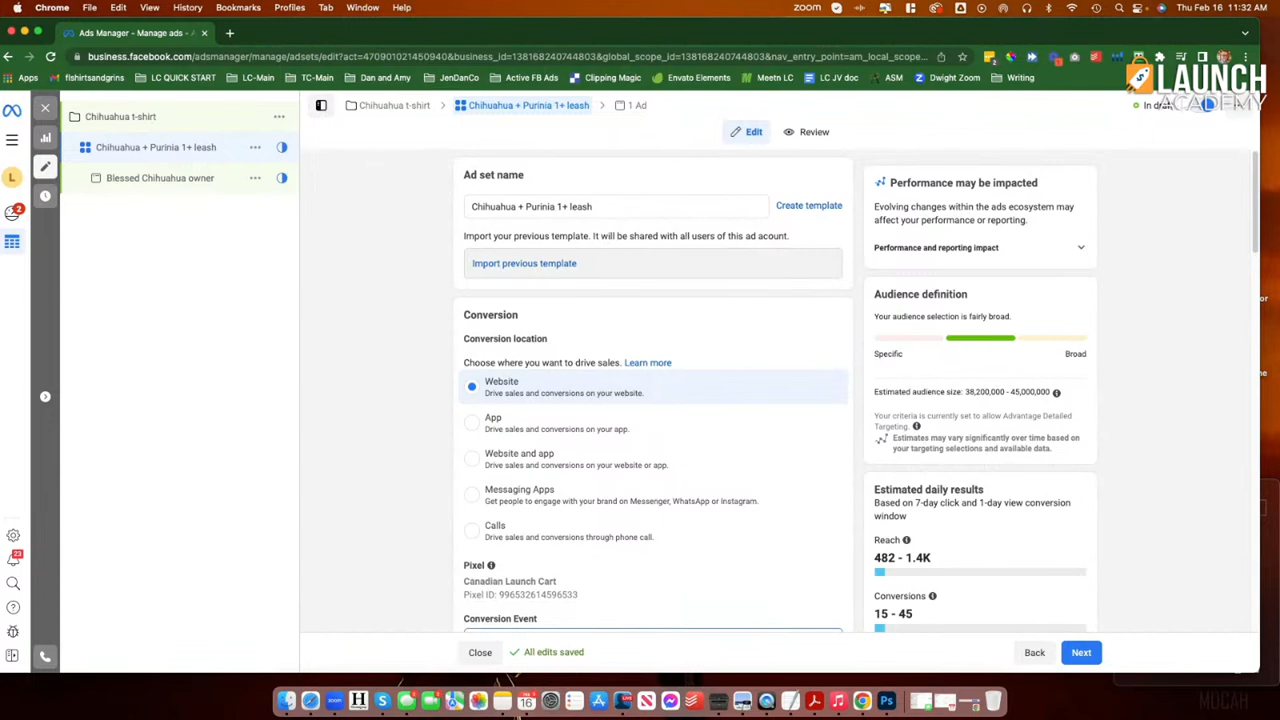 Chrome File Edit View History Bookmarks Profiles Tab Window Help zoom Thu Feb 16 11:32 AM
Ads Manager - Manage ads -
business.facebook.com/adsmanager/manage/adsets/edit?act=470901021450940&business_id=1381682407448038&global_scope_id=1381682407448038&nav_entry_point=am_local_scope...
Apps flshirtsandgrins LC QUICK START LC-Main TC-Main Dan and Amy JenDanCo Active FB Ads Clipping Magic Envato Elements Meetn LC LC JV doc ASM Dwight Zoom Writing
LAUNCH
ACADEMY
Chihuahua t-shirt
Chihuahua + Purinia 1+ leash
Blessed Chihuahua owner
L
2
23
Chihuahua t-shirt > Chihuahua + Purinia 1+ leash > 1 Ad
Edit Review
Ad set name
Chihuahua + Purinia 1+ leash
Create template
Import your previous template. It will be shared with all users of this ad acount.
Import previous template
Conversion
Conversion location
Choose where you want to drive sales. Learn more
Website
Drive sales and conversions on your website.
App
Drive sales and conversions on your app.
Website and app
Drive sales and conversions on your website or app.
Messaging Apps
Get people to engage with your brand on Messenger, WhatsApp or Instagram.
Calls
Drive sales and conversions through phone call.
Pixel
Canadian Launch Cart
Pixel ID: 996532614596533
Conversion Event
Performance may be impacted
Evolving changes within the ads ecosystem may
affect your performance or reporting.
Performance and reporting impact
Audience definition
Your audience selection is fairly broad.
Specific Broad
Estimated audience size: 38,200,000 - 45,000,000
Your criteria is currently set to allow Advantage Detailed
Targeting.
Estimates may vary significantly over time based on
your targeting selections and available data.
Estimated daily results
Based on 7-day click and 1-day view conversion
window
Reach
482 - 1.4K
Conversions
15 - 45
Close All edits saved Back Next
MUCAH